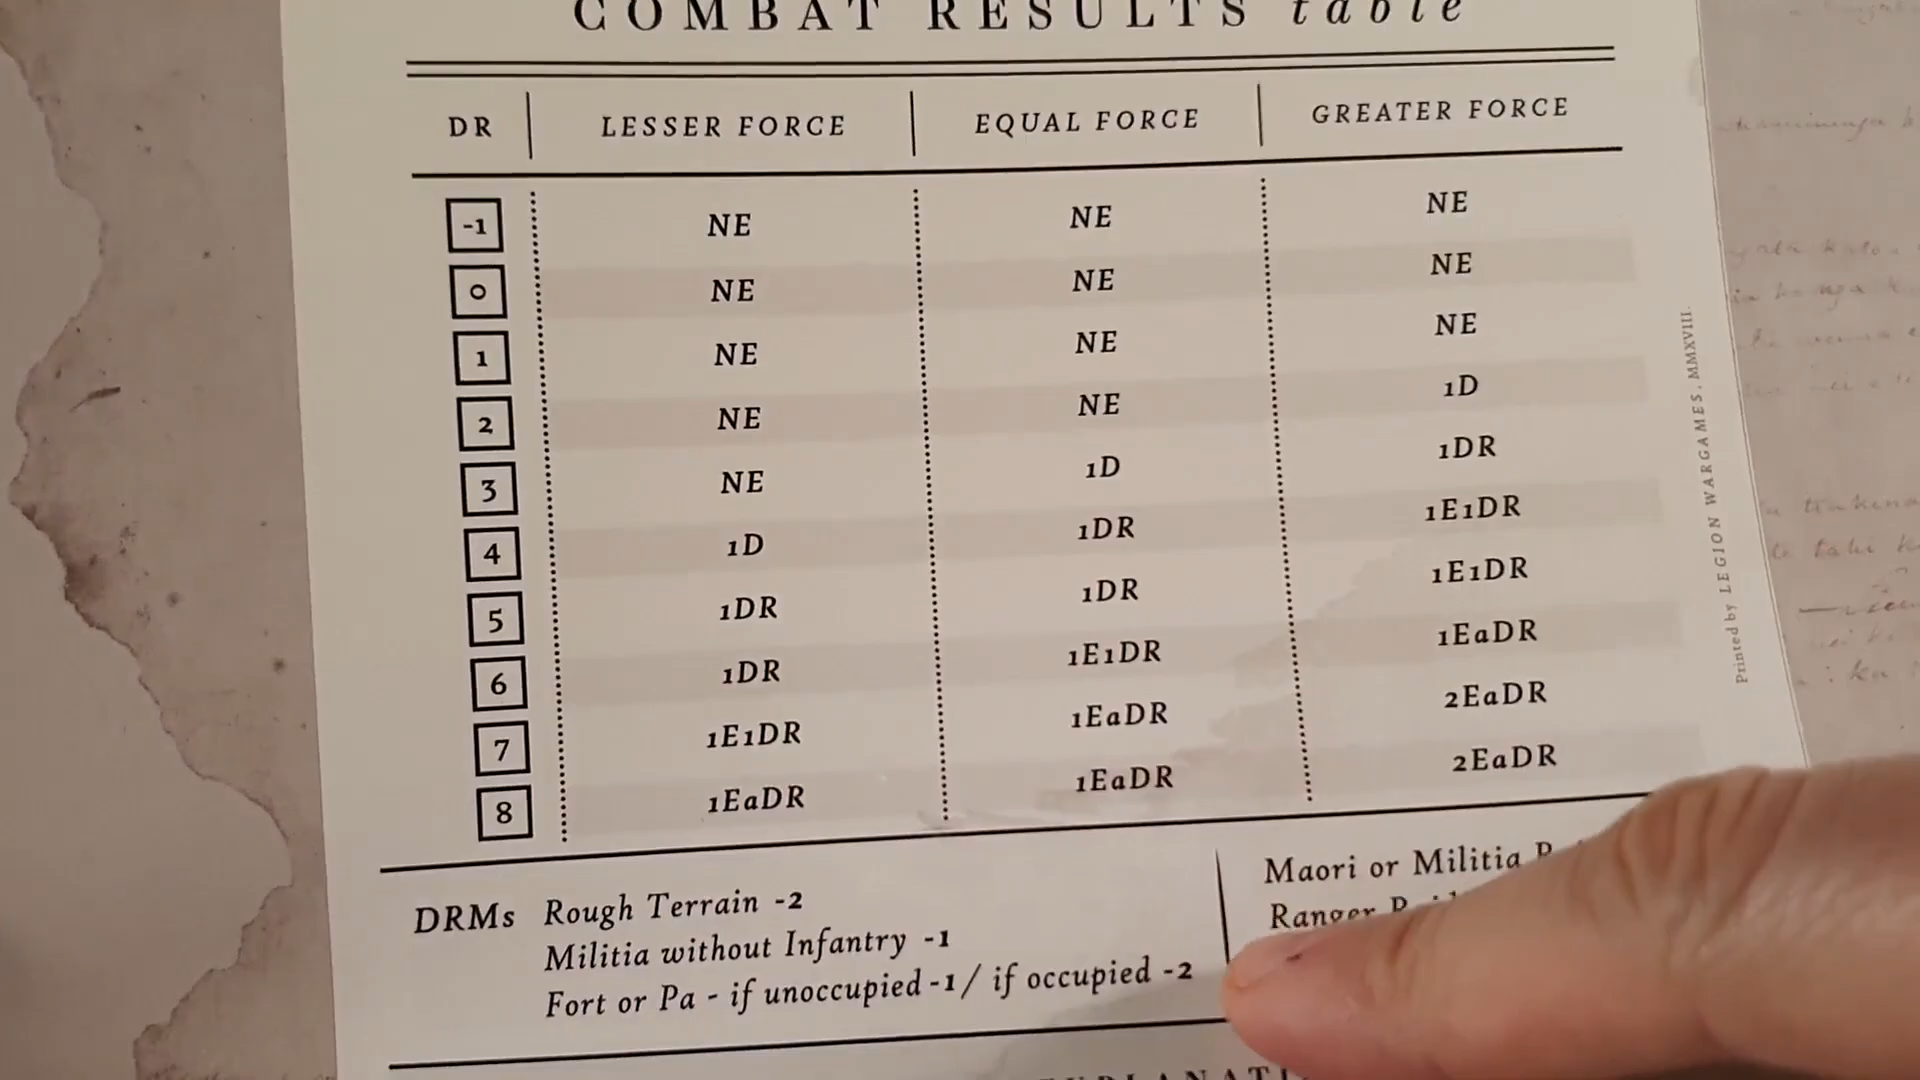 COMBAT RESULTS table
DR LESSER FORCE EQUAL FORCE GREATER FORCE
-1 NE NE NE
0 NE NE NE
1 NE NE NE
2 NE NE 1D
3 NE 1D 1DR
4 1D 1DR 1E1DR
5 1DR 1DR 1E1DR
6 1DR 1E1DR 1EaDR
7 1E1DR 1EaDR 2EaDR
8 1EaDR 1EaDR 2EaDR
DRMs Rough Terrain -2
Militia without Infantry -1
Fort or Pa - if unoccupied -1 / if occupied -2
Maori or Militia
Ranger
Printed by LEGION WARGAMES, MMXVIII.